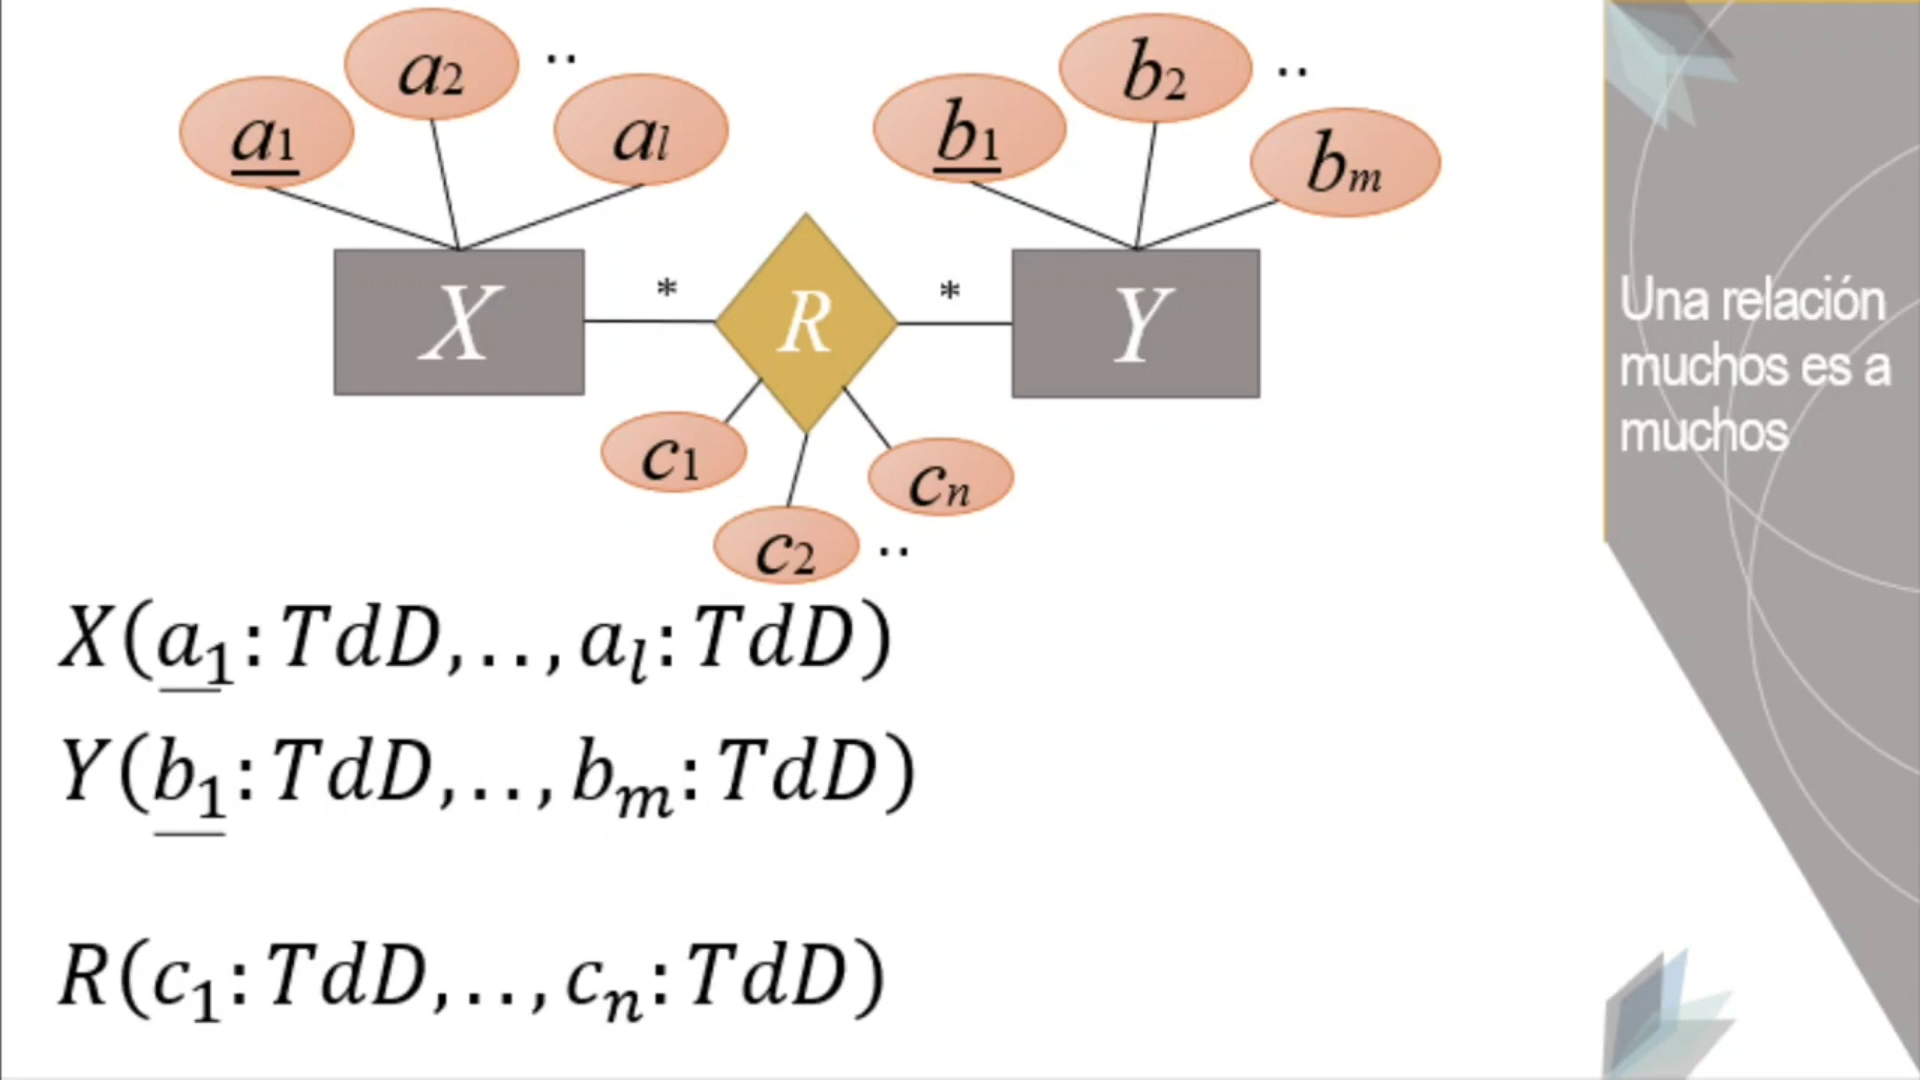 a1
a2
..
al
b1
b2
..
bm
X
*
R
*
Y
c1
c2
..
cn
X(a1: TdD,..,al: TdD)
Y(b1: TdD,..,bm: TdD)
R(c1: TdD,..,cn: TdD)
Una relación
muchos es a
muchos